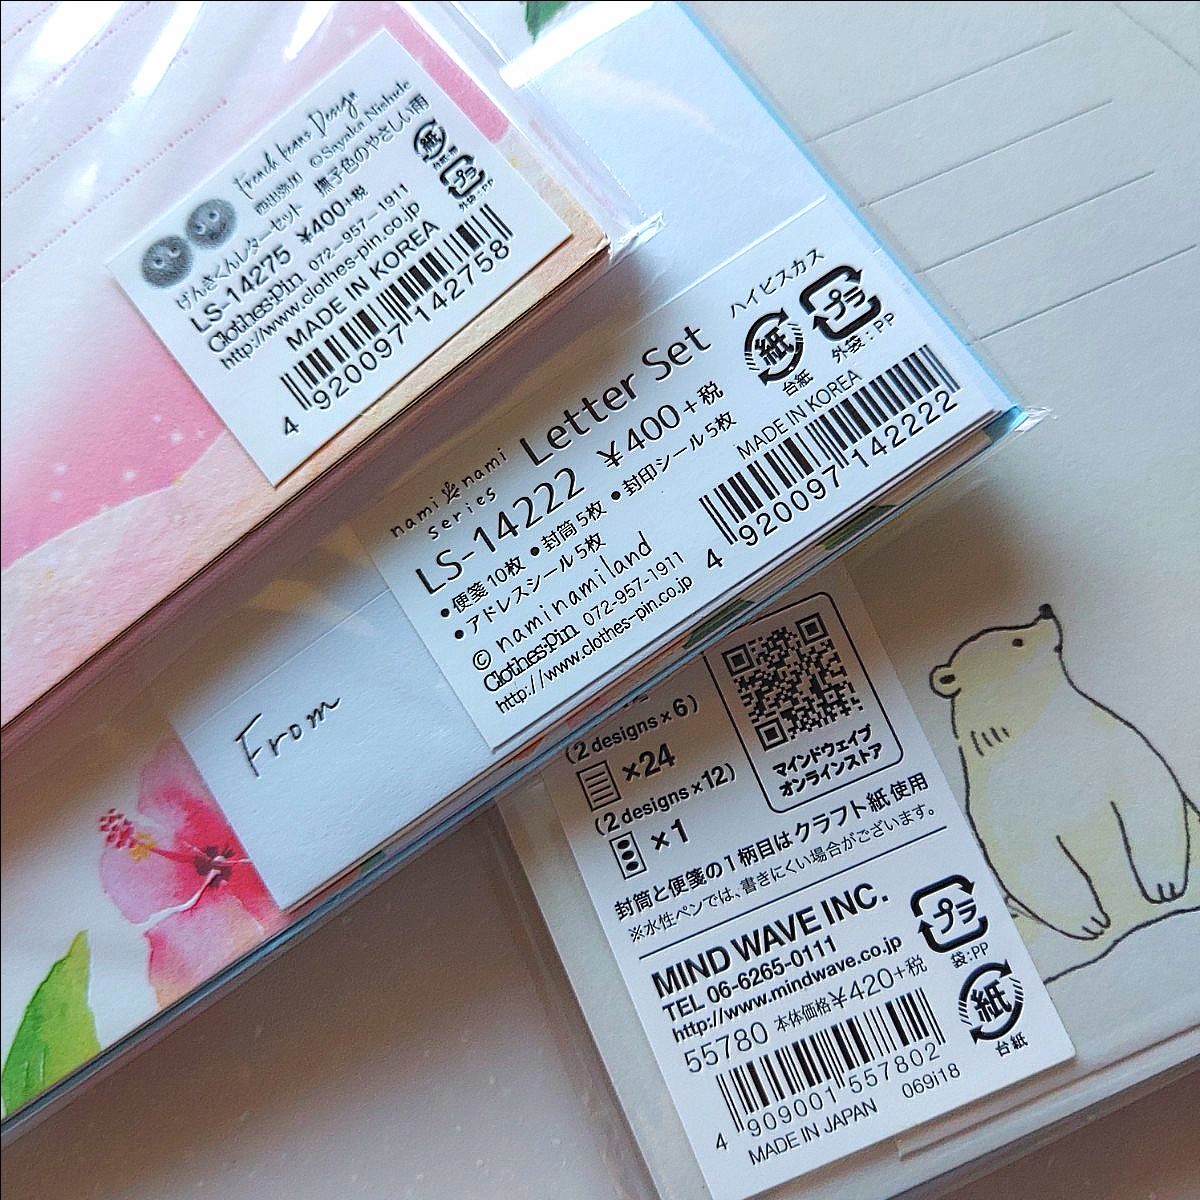 French beans Design
©Sayaka Nishide
げんきくんレターセット 撫子色のやさしい雨
LS-14275 ¥400+税
Clothes-pin 072-957-1911
http://www.clothes-pin.co.jp
MADE IN KOREA
4 920097 142758
紙
プラ
外袋:PP
nami nami
series
Letter Set
ハイビスカス
LS-14222 ¥400+税
•便箋10枚 •封筒5枚 •封印シール5枚
•アドレスシール5枚
© naminamiland
Clothes-pin 072-957-1911
http://www.clothes-pin.co.jp
紙
台紙
プラ
外袋:PP
MADE IN KOREA
4 920097 142222
From
(2 designs×6)
×24
(2 designs×12)
×1
マインドウェイブ
オンラインストア
封筒と便箋の1柄目はクラフト紙使用
※水性ペンでは、書きにくい場合がございます。
MIND WAVE INC.
TEL 06-6265-0111
http://www.mindwave.co.jp
55780 本体価格¥420+税
プラ
袋:PP
紙
台紙
4 909001 557802
MADE IN JAPAN 069i18